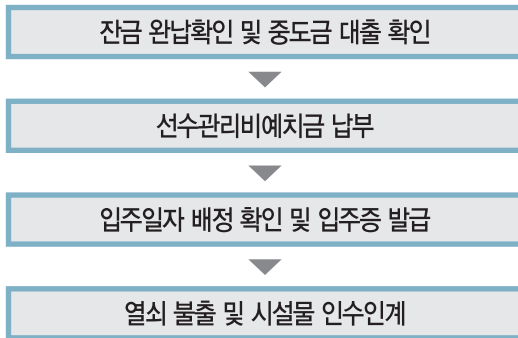 잔금 완납확인 및 중도금 대출 확인
선수관리비예치금 납부
입주일자 배정 확인 및 입주증 발급
열쇠 불출 및 시설물 인수인계